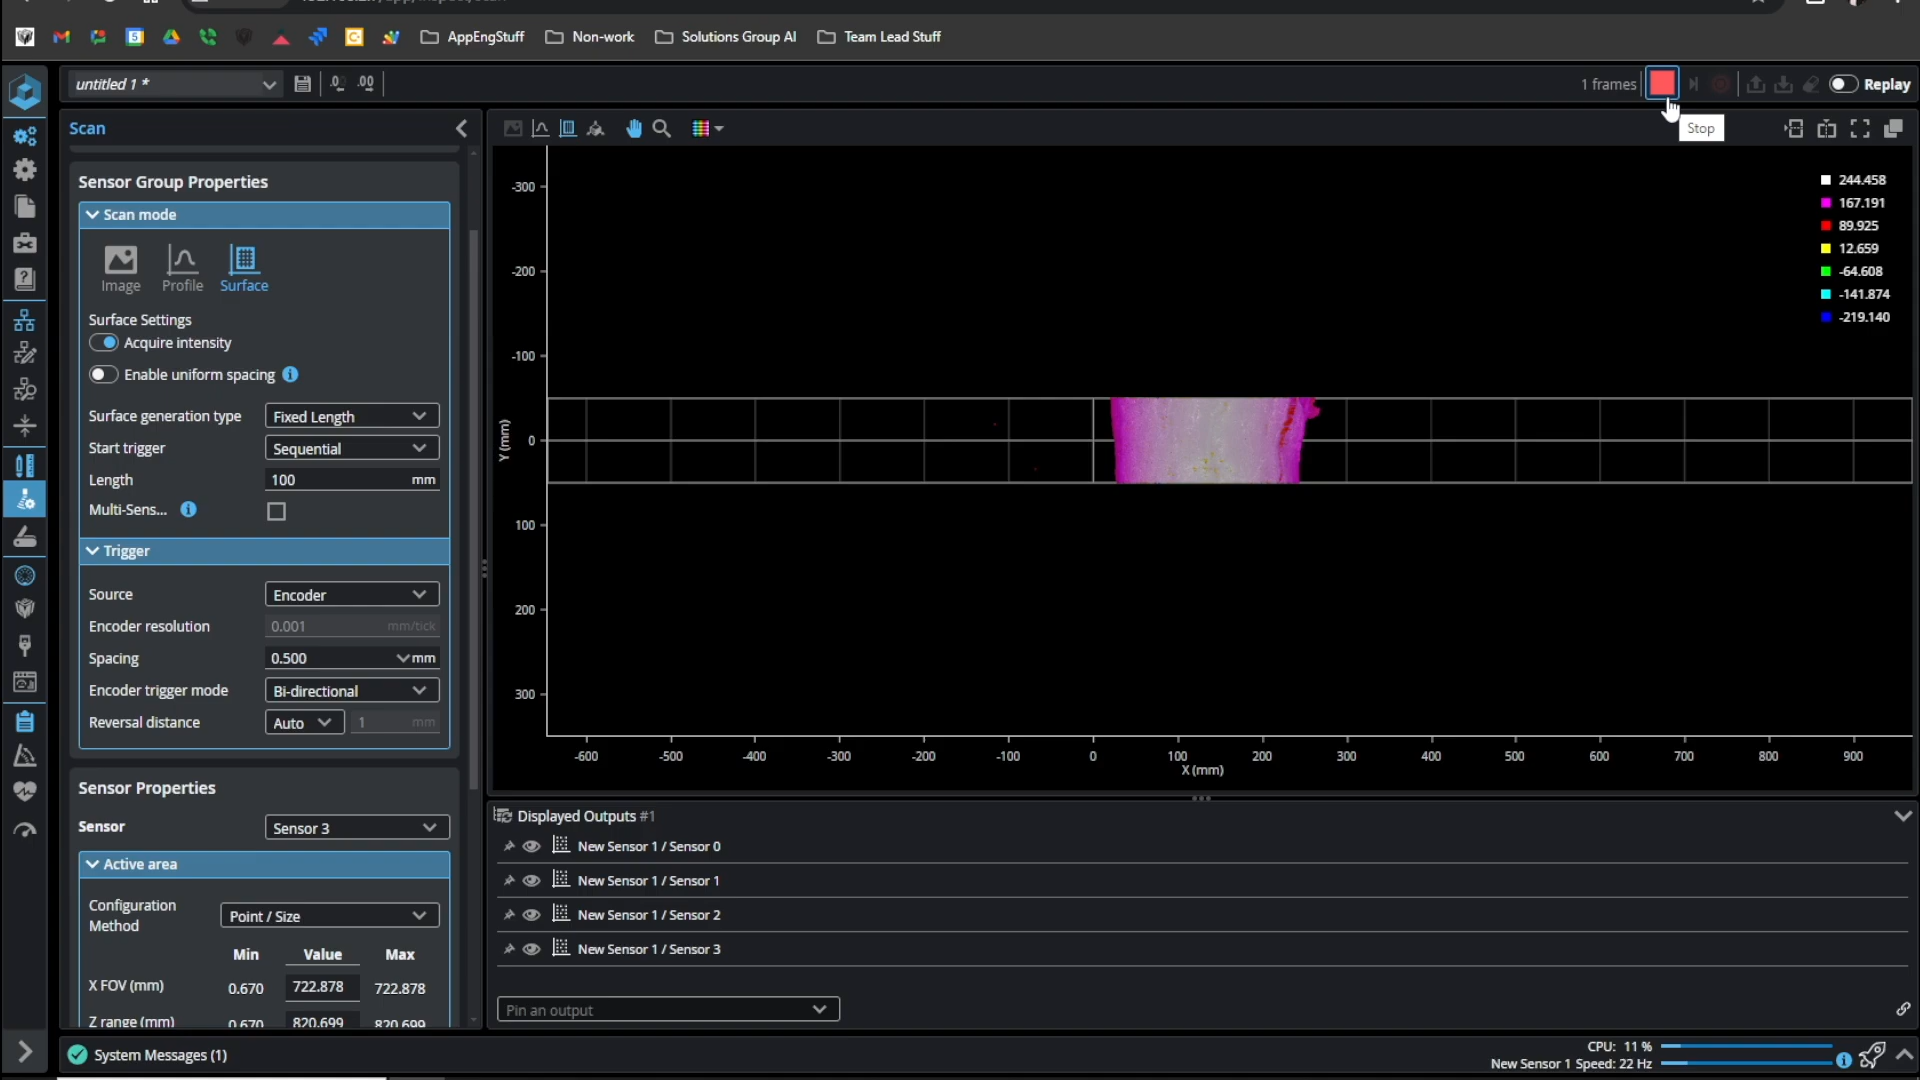 AppEngStuff Non-work Solutions Group AI Team Lead Stuff
untitled 1 * 1 frames Replay
Stop
Scan
Sensor Group Properties
Scan mode
Image Profile Surface
Surface Settings
Acquire intensity
Enable uniform spacing
Surface generation type Fixed Length
Start trigger Sequential
Length 100 mm
Multi-Sens...
Trigger
Source Encoder
Encoder resolution 0.001 mm/tick
Spacing 0.500 mm
Encoder trigger mode Bi-directional
Reversal distance Auto 1 mm
Sensor Properties
Sensor Sensor 3
Active area
Configuration
Method Point / Size
Min Value Max
X FOV (mm) 0.670 722.878 722.878
Z range (mm) 0.670 820.699 820.699
-300
-200
-100
0
100
200
300
Y (mm)
-600 -500 -400 -300 -200 -100 0 100 200 300 400 500 600 700 800 900
X (mm)
244.458
167.191
89.925
12.659
-64.608
-141.874
-219.140
Displayed Outputs #1
New Sensor 1 / Sensor 0
New Sensor 1 / Sensor 1
New Sensor 1 / Sensor 2
New Sensor 1 / Sensor 3
Pin an output
System Messages (1)
CPU: 11 %
New Sensor 1 Speed: 22 Hz